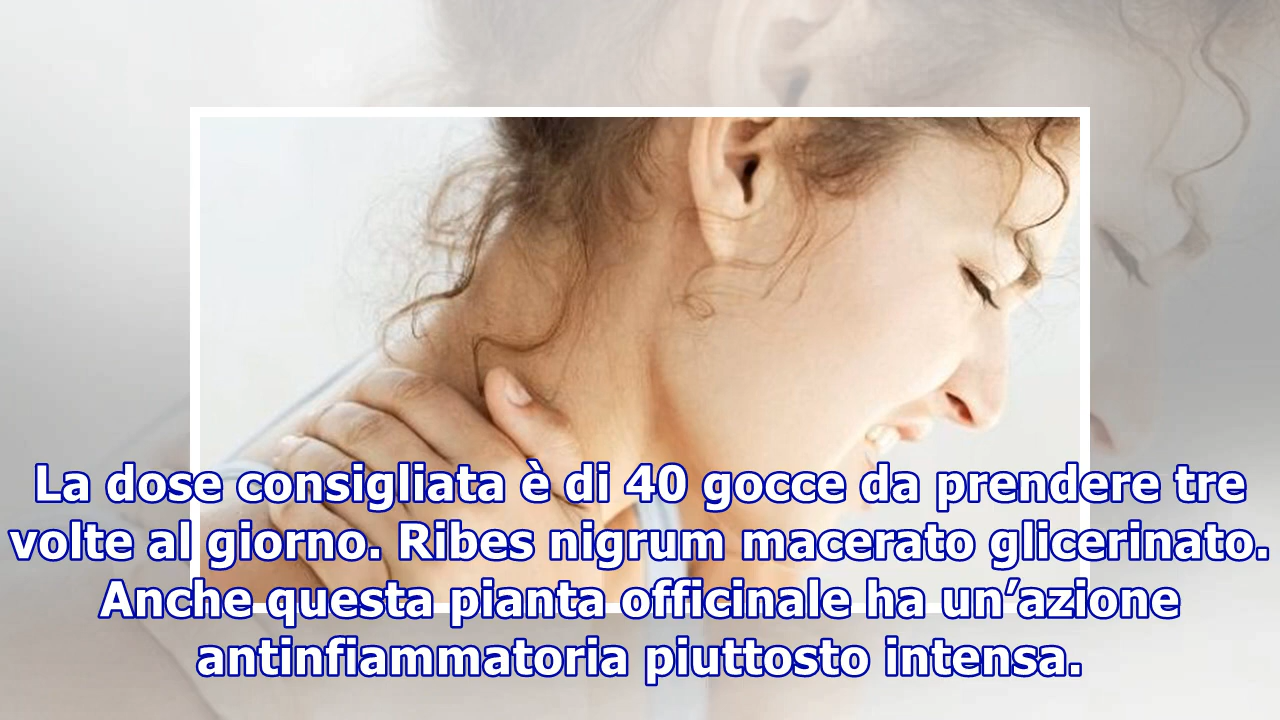 La dose consigliata è di 40 gocce da prendere tre
volte al giorno. Ribes nigrum macerato glicerinato.
Anche questa pianta officinale ha un’azione
antinfiammatoria piuttosto intensa.